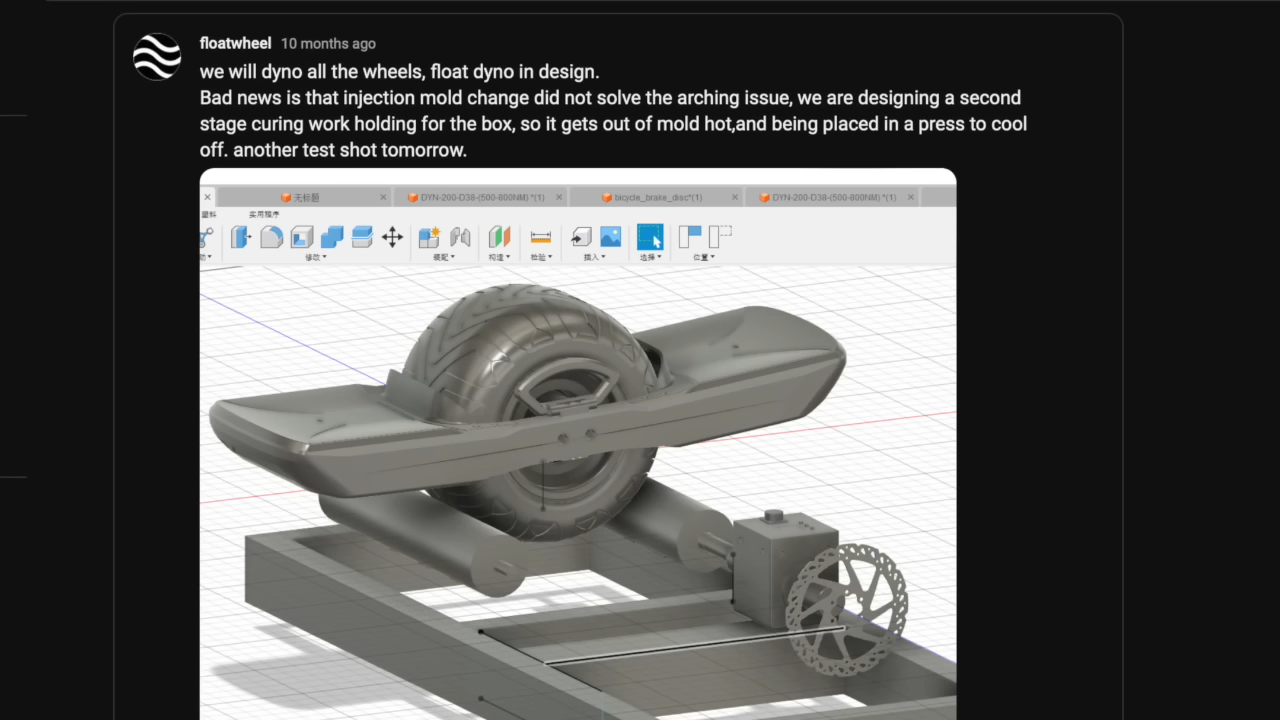 floatwheel 10 months ago
we will dyno all the wheels, float dyno in design.
Bad news is that injection mold change did not solve the arching issue, we are designing a second
stage curing work holding for the box, so it gets out of mold hot,and being placed in a press to cool
off. another test shot tomorrow.
无标题
DYN-200-D38-(500-800NM) *(1)
bicycle_brake_disc*(1)
DYN-200-D38-(500-800NM) *(1)
塑料 实用程序
修改 装配 构造 检验 插入 选择 位置